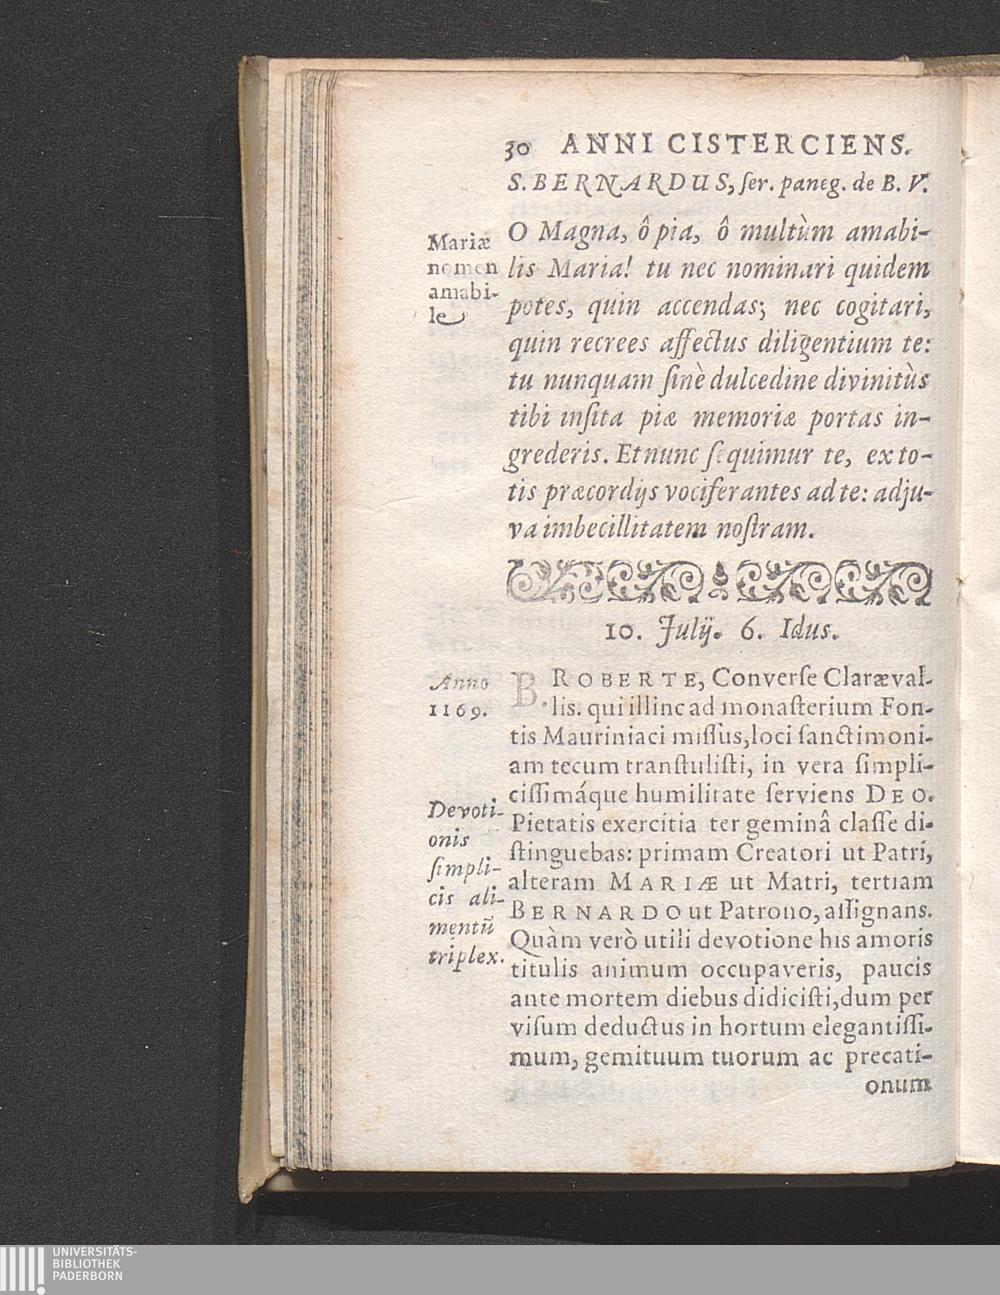 30 ANNI CISTERCIENS.
S. BERNARDUS, ſer. paneg. de B. V.
Mariæ
nomen
amabi-
le
O Magna, ô pia, ô multùm amabi-
lis Maria! tu nec nominari quidem
potes, quin accendas; nec cogitari,
quin recrees affectus diligentium te:
tu nunquam ſinè dulcedine divinitùs
tibi inſita piæ memoriæ portas in-
grederis. Et nunc ſequimur te, ex to-
tis præcordijs vociferantes ad te: adju-
va imbecillitatem noſtram.
10. Julij. 6. Idus.
Anno
1169.
B. ROBERTE, Converſe Claræval-
lis. qui illinc ad monaſterium Fon-
tis Mauriniaci miſſus, loci ſanctimoni-
am tecum tranſtuliſti, in vera ſimpli-
ciſſimáque humilitate ſerviens DEO.
Devoti-
onis
ſimpli-
cis ali-
mentū
triplex.
Pietatis exercitia ter geminâ claſſe di-
ſtinguebas: primam Creatori ut Patri,
alteram MARIÆ ut Matri, tertiam
BERNARDO ut Patrono, aſſignans.
Quàm verò utili devotione his amoris
titulis animum occupaveris, paucis
ante mortem diebus didiciſti, dum per
viſum deductus in hortum elegantiſſi-
mum, gemituum tuorum ac precati-
onum
UNIVERSITÄTS-
BIBLIOTHEK
PADERBORN